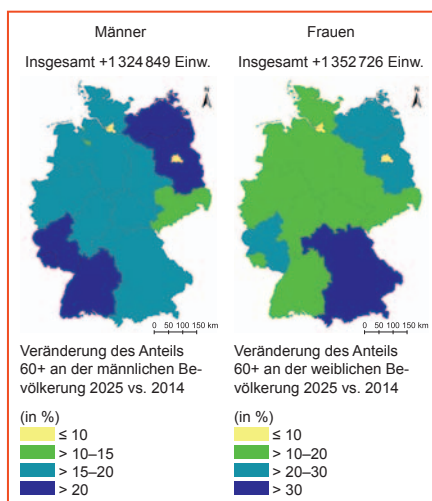 Männer
Insgesamt +1 324 849 Einw.
N
0 50 100 150 km
Veränderung des Anteils
60+ an der männlichen Be-
völkerung 2025 vs. 2014
(in %)
≤ 10
> 10–15
> 15–20
> 20
Frauen
Insgesamt +1 352 726 Einw.
N
0 50 100 150 km
Veränderung des Anteils
60+ an der weiblichen Be-
völkerung 2025 vs. 2014
(in %)
≤ 10
> 10–20
> 20–30
> 30